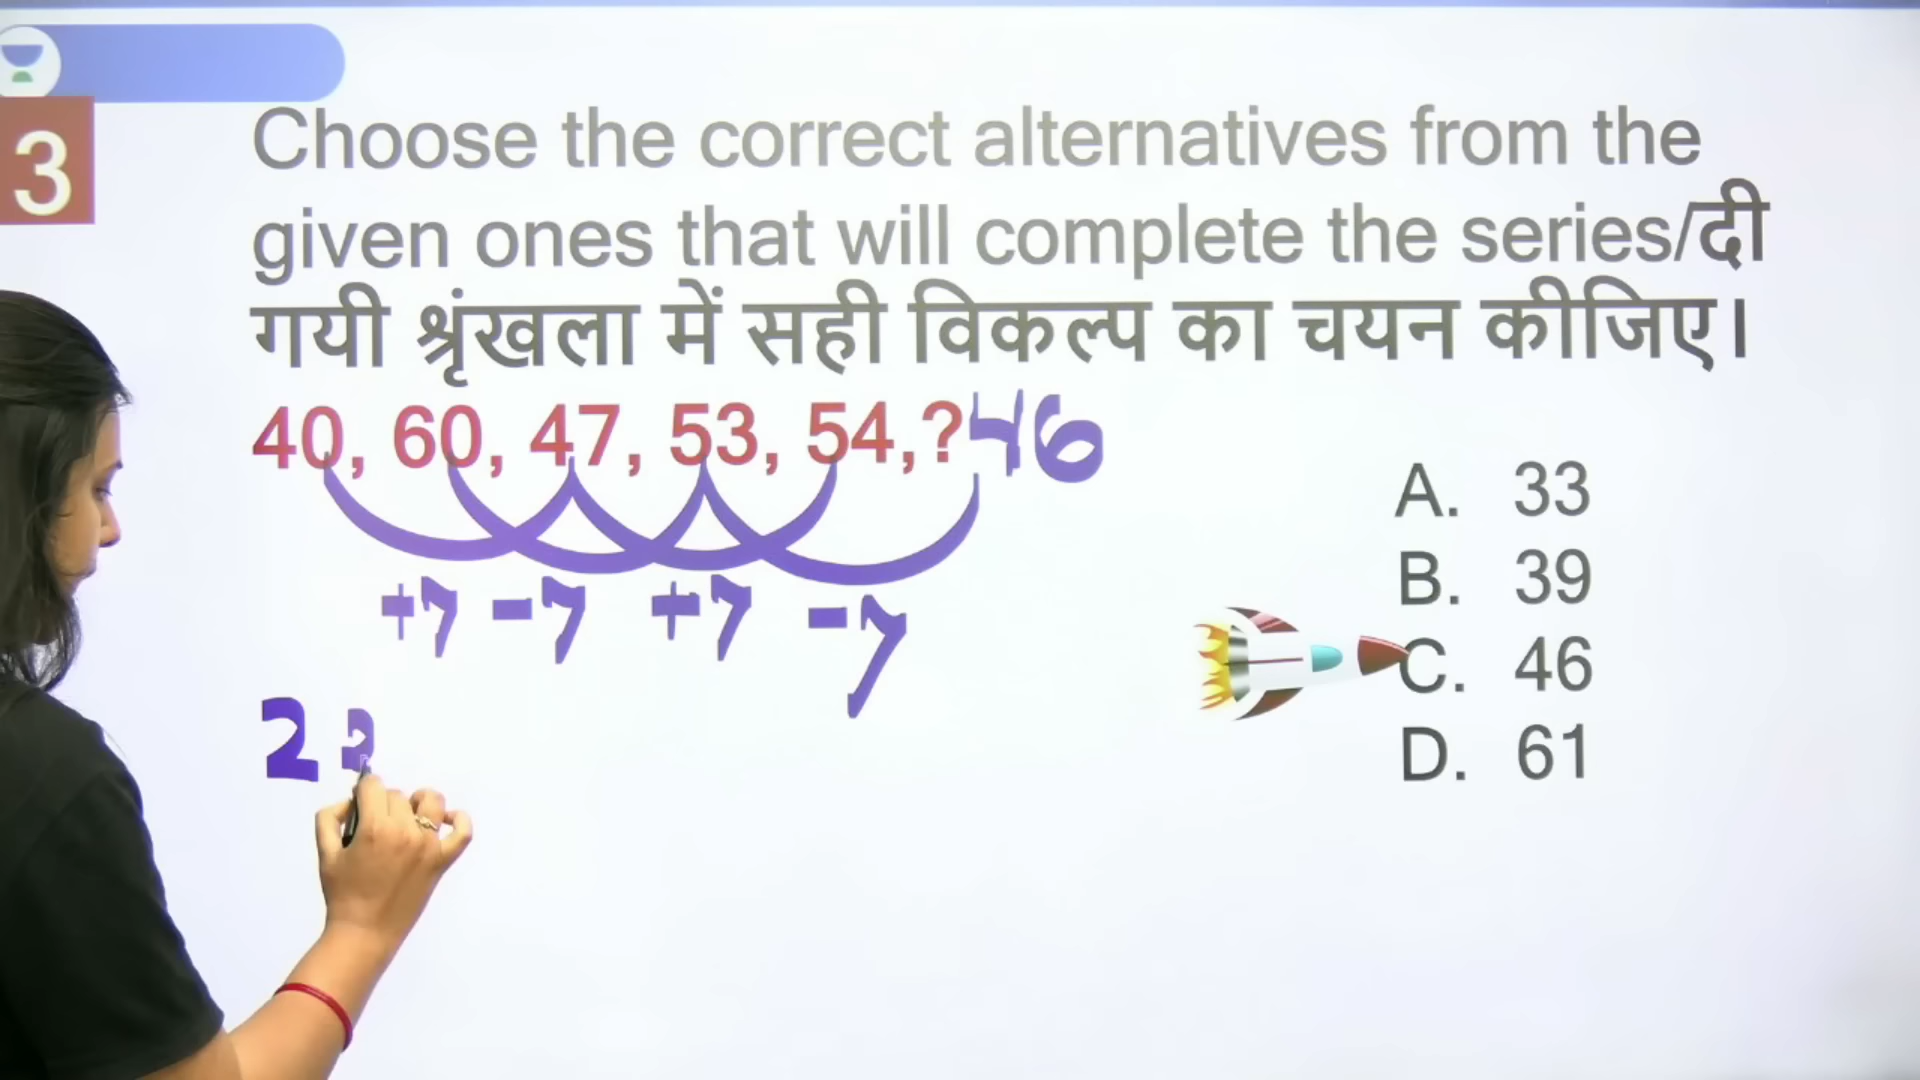 3
Choose the correct alternatives from the
given ones that will complete the series/दी
गयी श्रृंखला में सही विकल्प का चयन कीजिए।
40, 60, 47, 53, 54,? 46
+7 -7 +7 -7
2
A. 33
B. 39
C. 46
D. 61